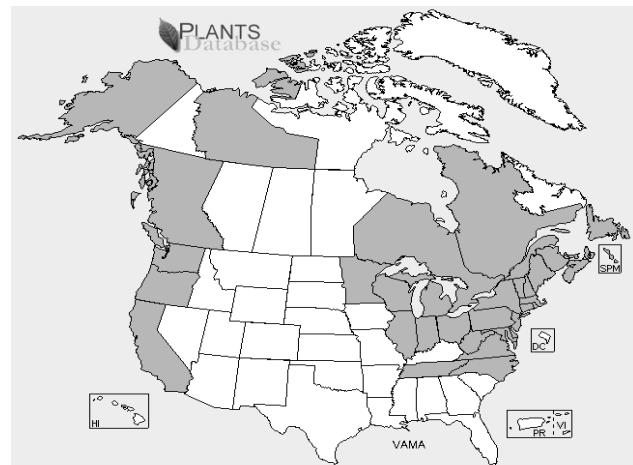 PLANTS
Database
SPM
DC
HI
PR
VI
VAMA